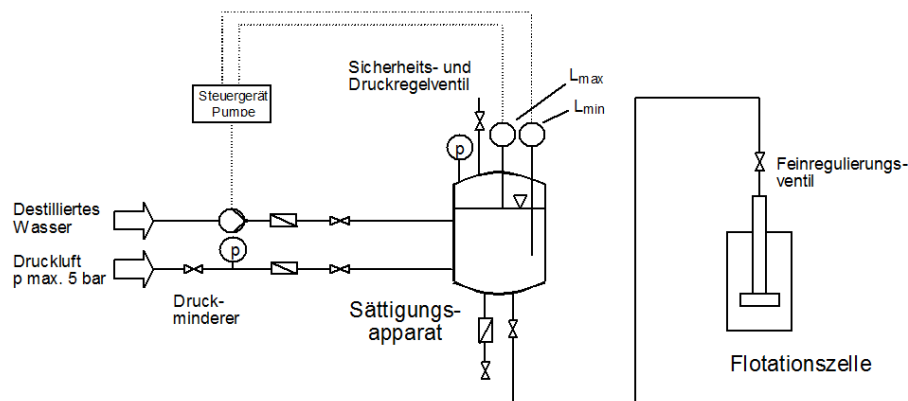 Sicherheits- und
Druckregelventil
Lmax
Lmin
Steuergerät
Pumpe
p
Feinregulierungs-
ventil
Destilliertes
Wasser
p
Druckluft
p max. 5 bar
Druck-
minderer
Sättigungs-
apparat
Flotationszelle